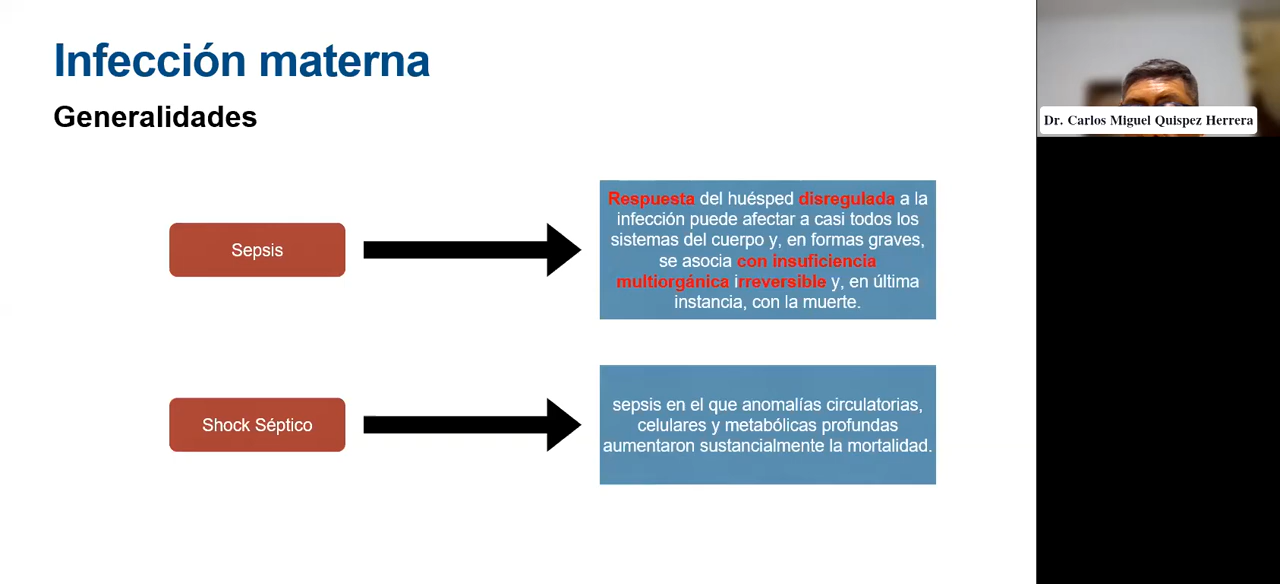 Infección materna
Generalidades
Dr. Carlos Miguel Quispez Herrera
Sepsis
Respuesta del huésped disregulada a la
infección puede afectar a casi todos los
sistemas del cuerpo y, en formas graves,
se asocia con insuficiencia
multiorgánica irreversible y, en última
instancia, con la muerte.
Shock Séptico
sepsis en el que anomalías circulatorias,
celulares y metabólicas profundas
aumentaron sustancialmente la mortalidad.